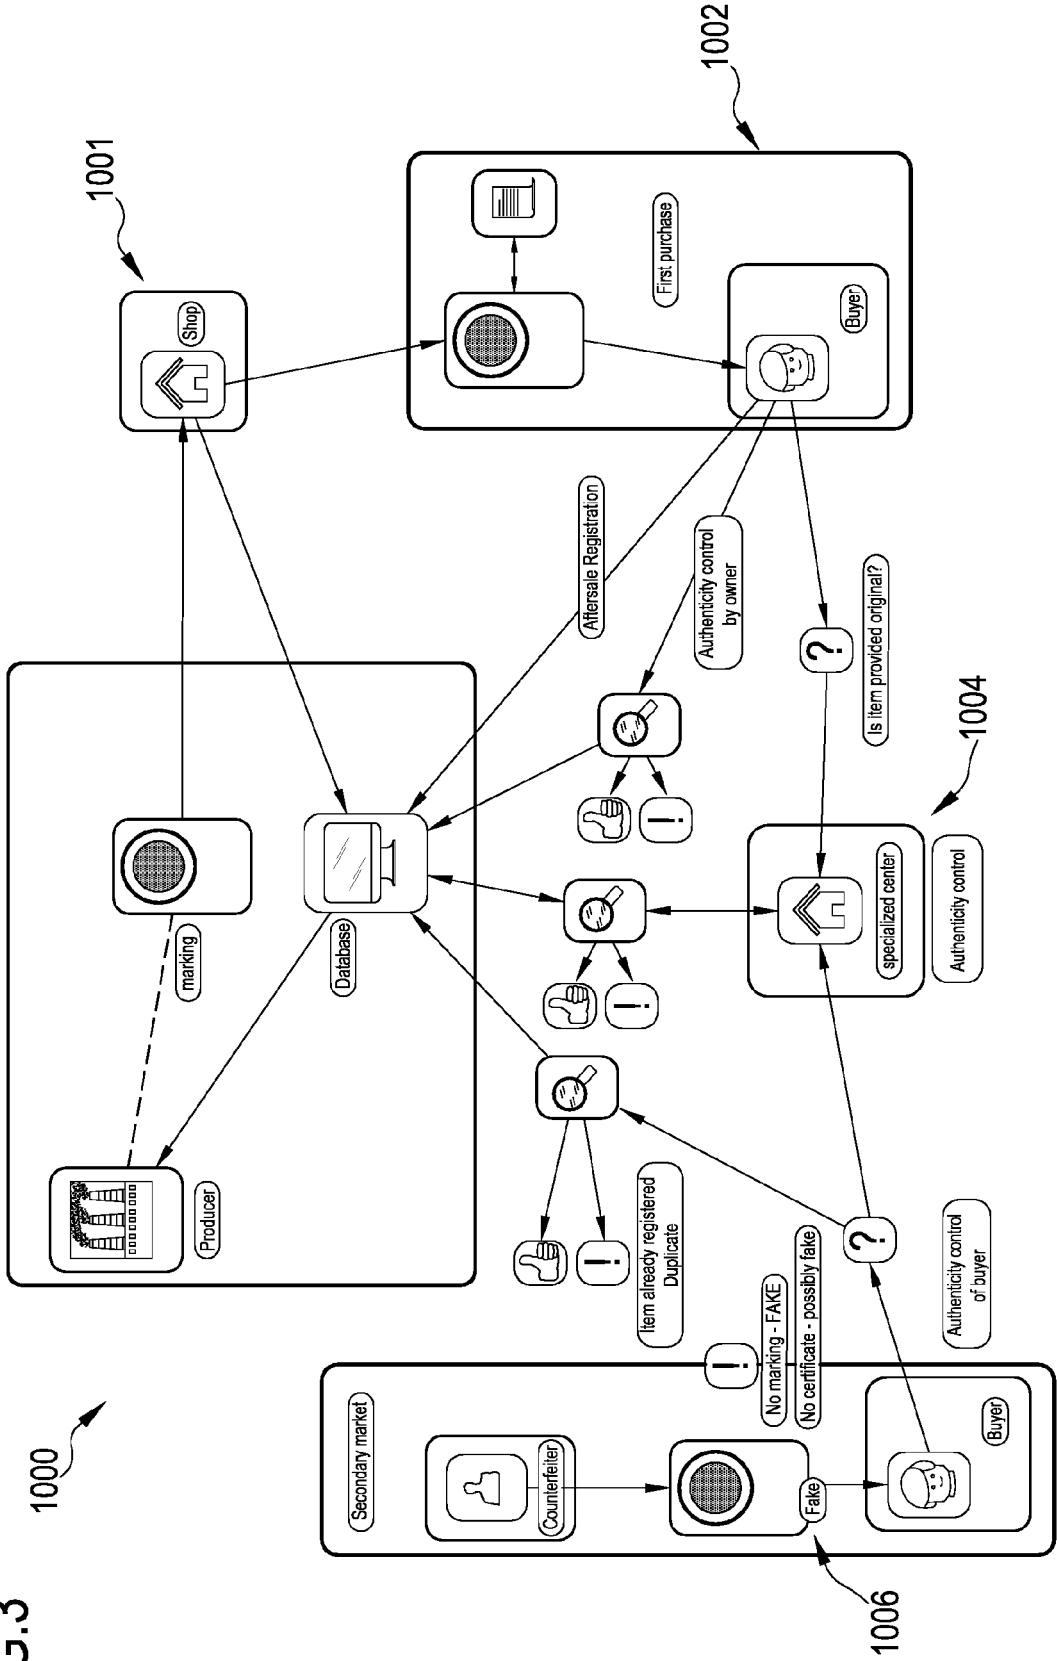 1000
1001
marking
Shop
Producer
Database
Secondary market
Counterfeiter
!
Aftersale Registration
!
!
Item already registered
Duplicate
First purchase
1002
Authenticity control
by owner
!
No marking - FAKE
No certificate - possibly fake
Fake
?
Buyer
?
Is item provided original?
1006
specialized center
Authenticity control
of buyer
Authenticity control
1004
Buyer